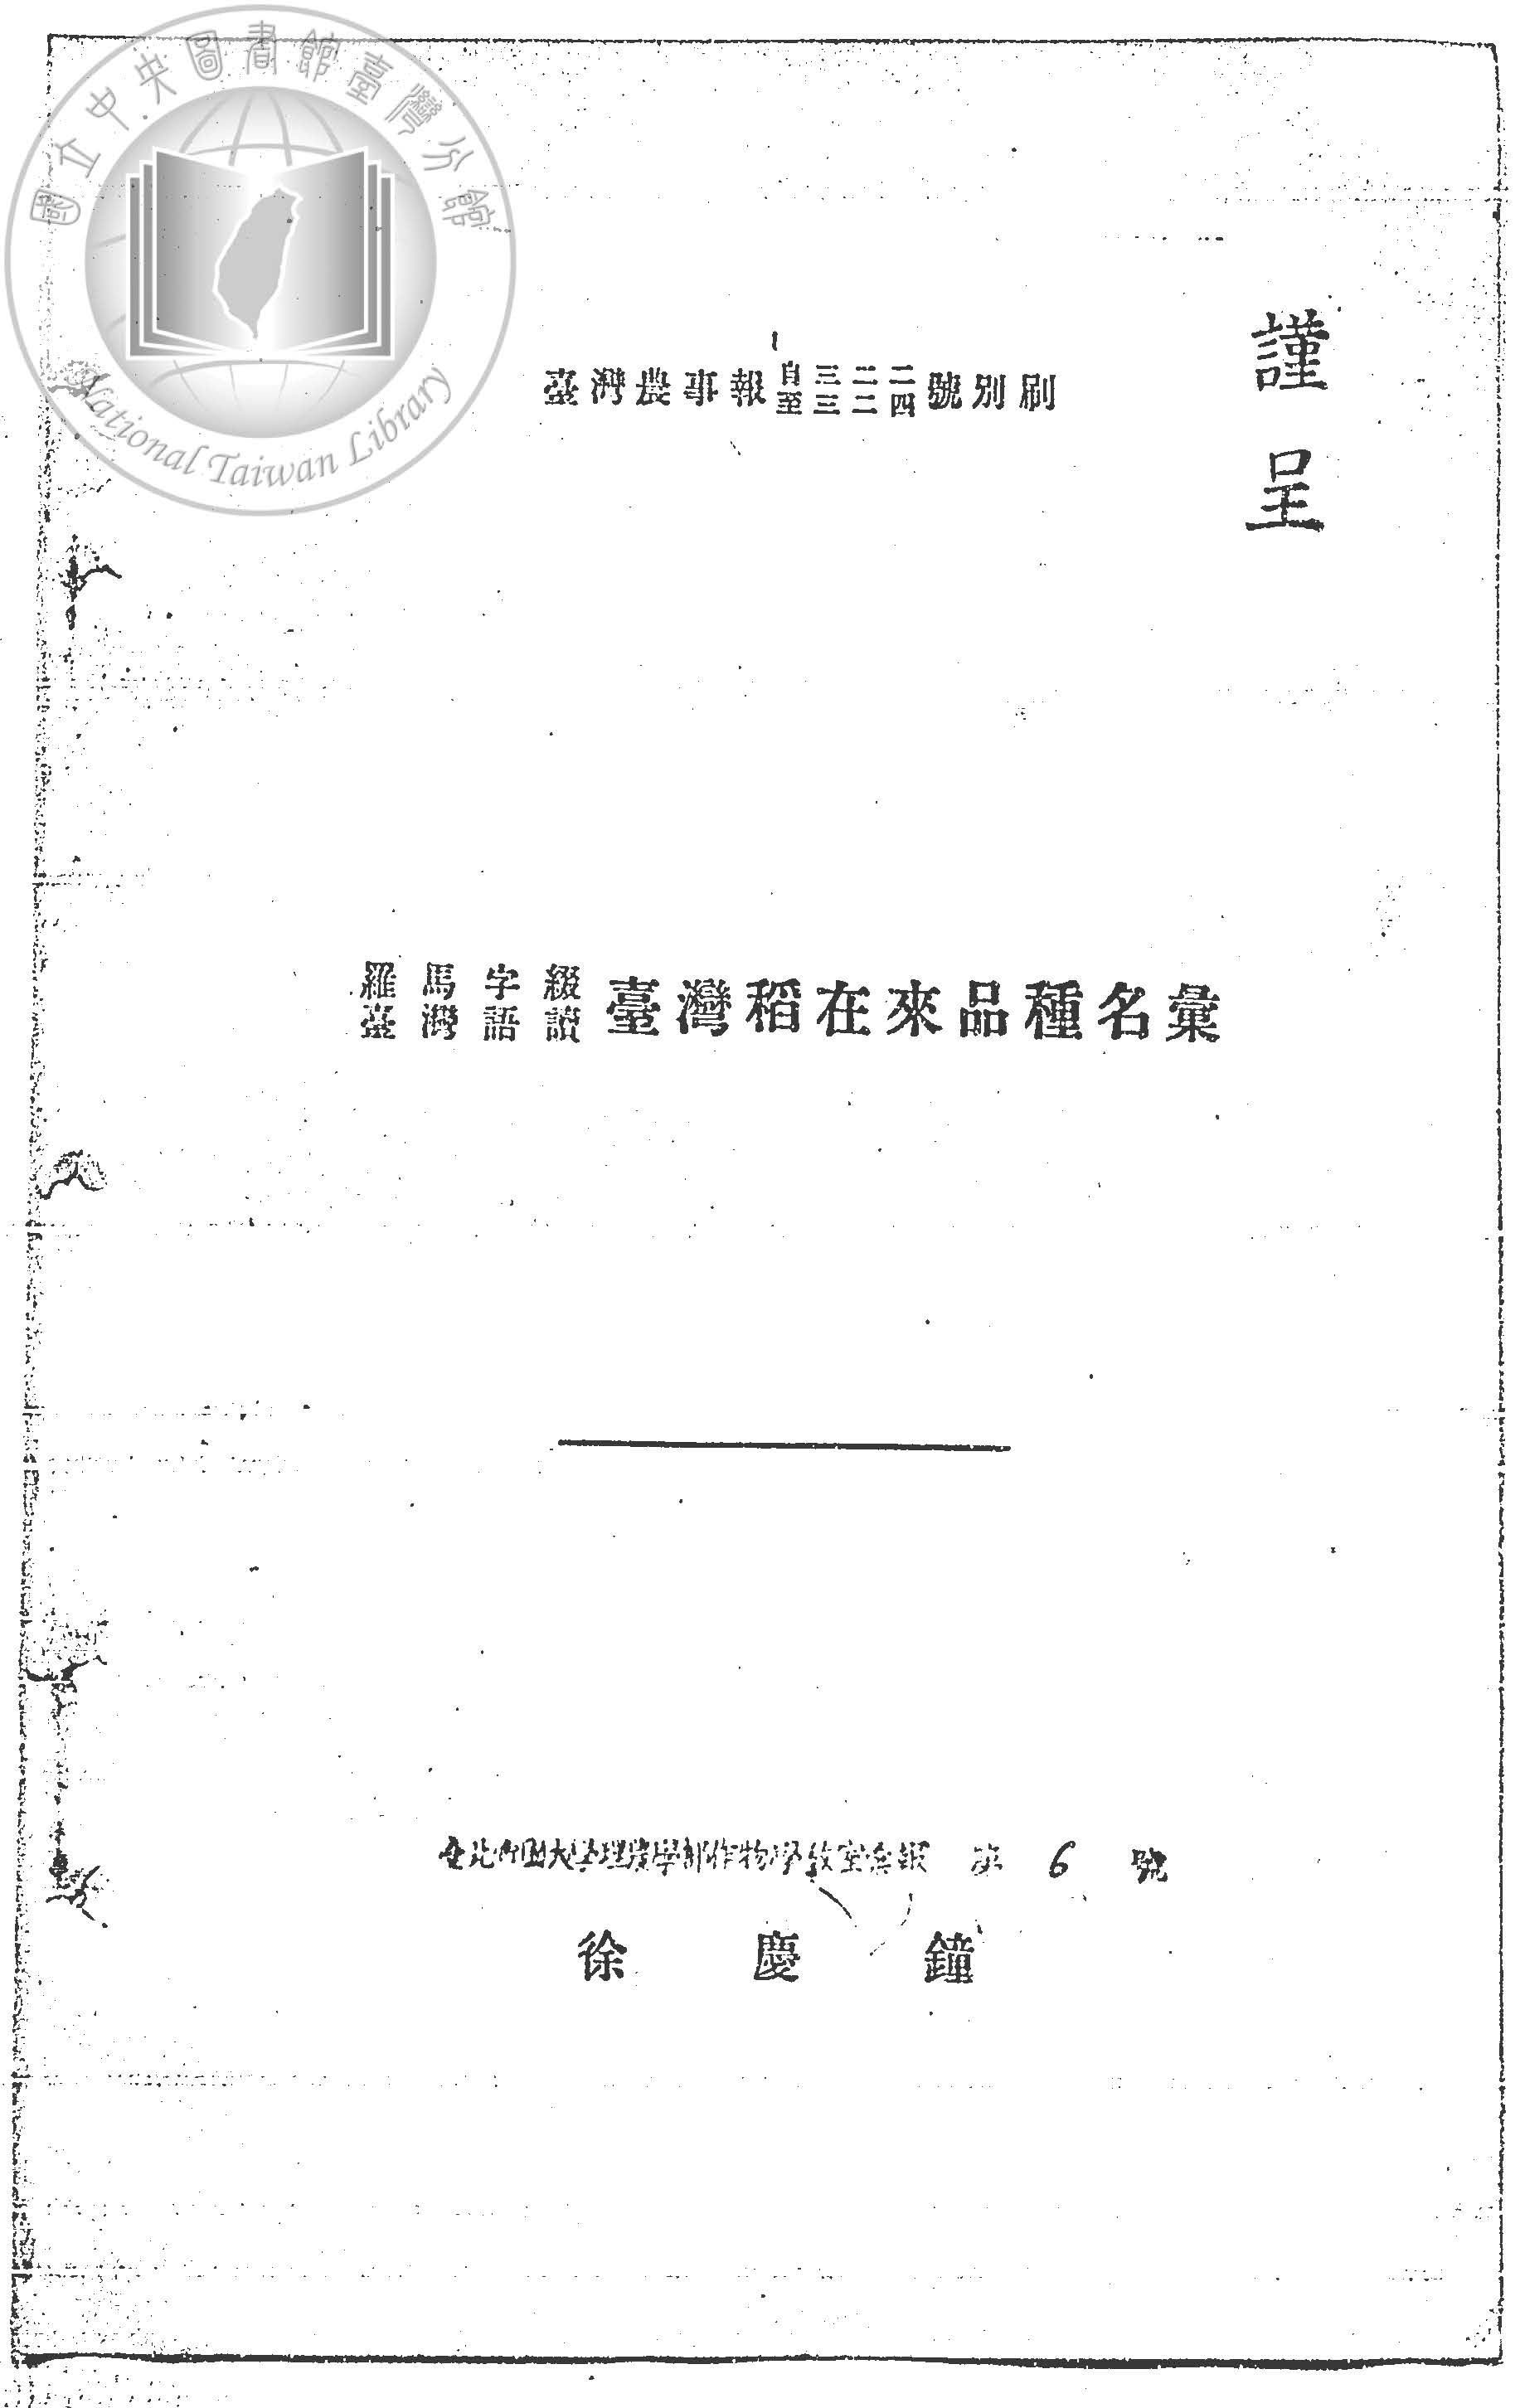 國立中央圖書館臺灣分館
National Taiwan Library
謹呈
臺灣農事報自三二二至三二四號別刷
羅馬字綴
臺灣語讀
臺灣稻在來品種名彙
臺北帝國大學理農學部作物學教室彙報 第 6 號
徐慶鐘